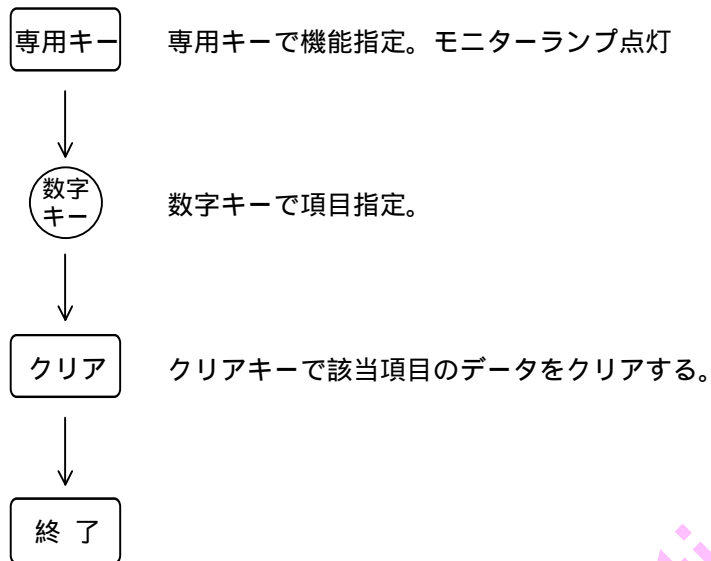 専用キー 専用キーで機能指定。モニターランプ点灯
数字
キー
数字キーで項目指定。
クリア クリアキーで該当項目のデータをクリアする。
終 了